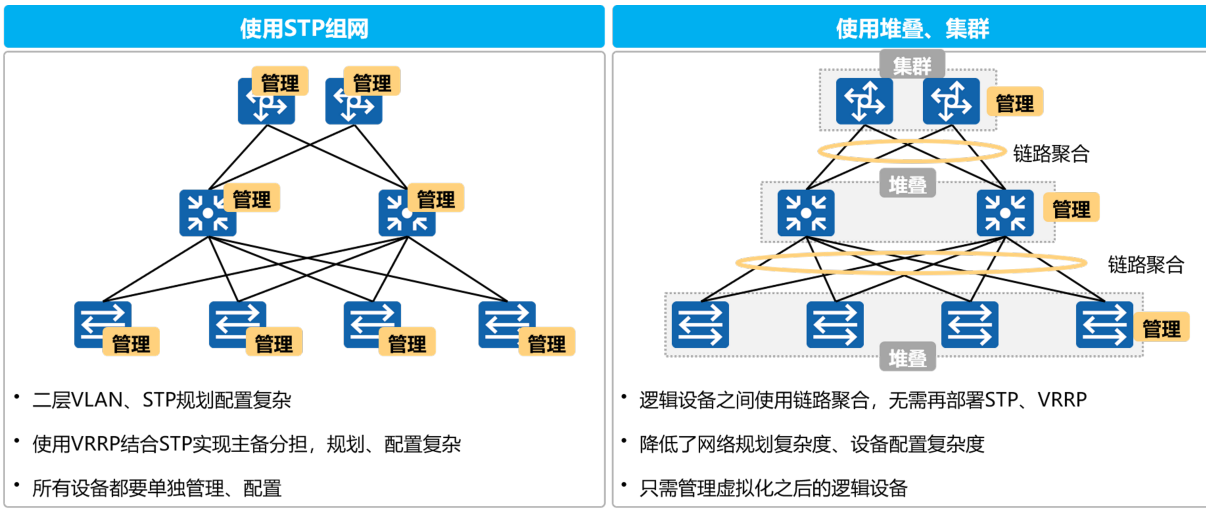 使用STP组网
管理
管理
管理
管理
管理
管理
管理
管理
• 二层VLAN、STP规划配置复杂
• 使用VRRP结合STP实现主备分担，规划、配置复杂
• 所有设备都要单独管理、配置
使用堆叠、集群
集群
管理
链路聚合
堆叠
管理
链路聚合
管理
堆叠
• 逻辑设备之间使用链路聚合，无需再部署STP、VRRP
• 降低了网络规划复杂度、设备配置复杂度
• 只需管理虚拟化之后的逻辑设备